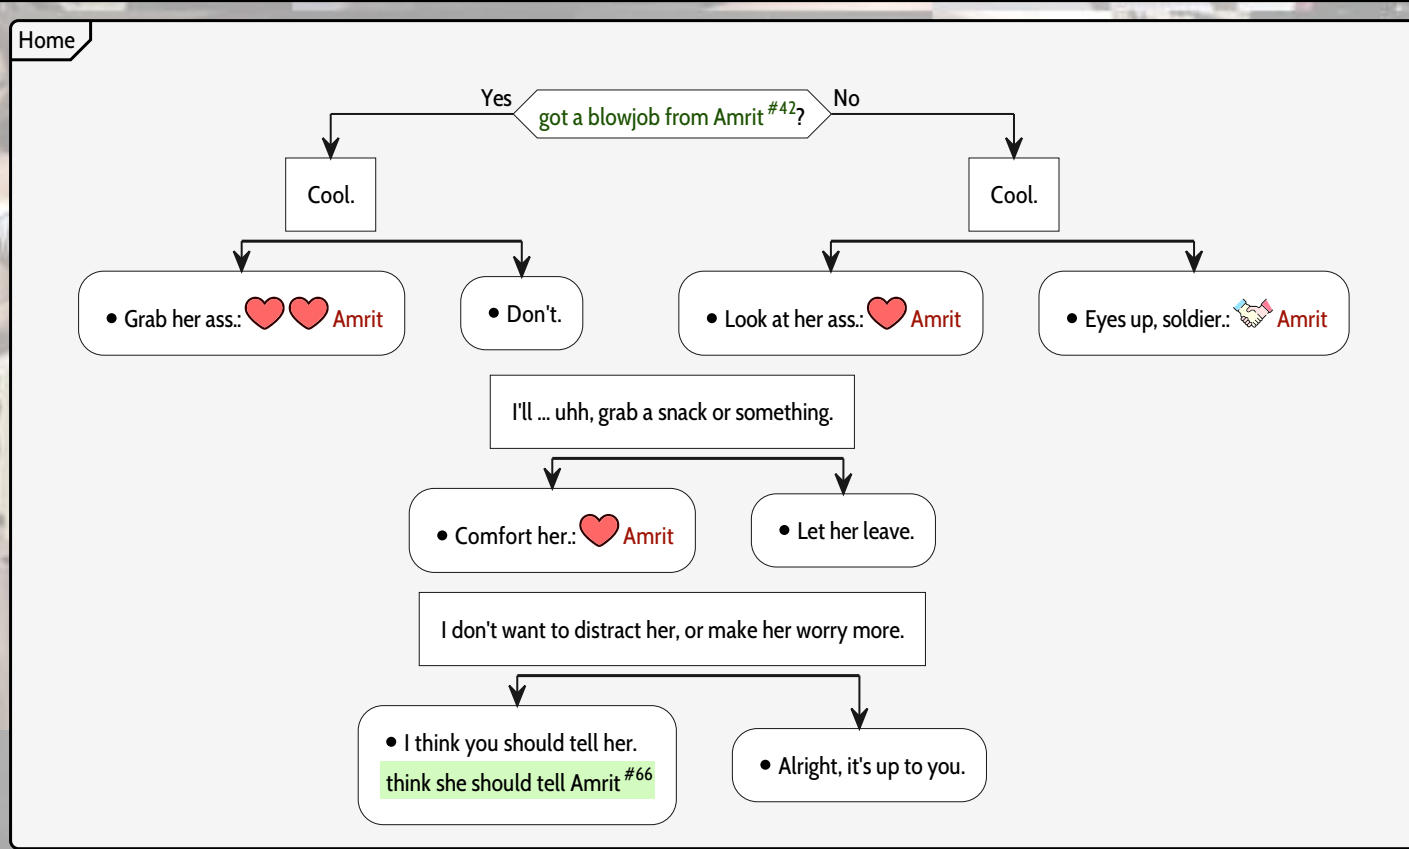 Home
Yes
got a blowjob from Amrit #42?
No
Cool.
Cool.
• Grab her ass.: Amrit
• Don't.
• Look at her ass.: Amrit
• Eyes up, soldier.: Amrit
I'll ... uhh, grab a snack or something.
• Comfort her.: Amrit
• Let her leave.
I don't want to distract her, or make her worry more.
• I think you should tell her.
think she should tell Amrit #66
• Alright, it's up to you.